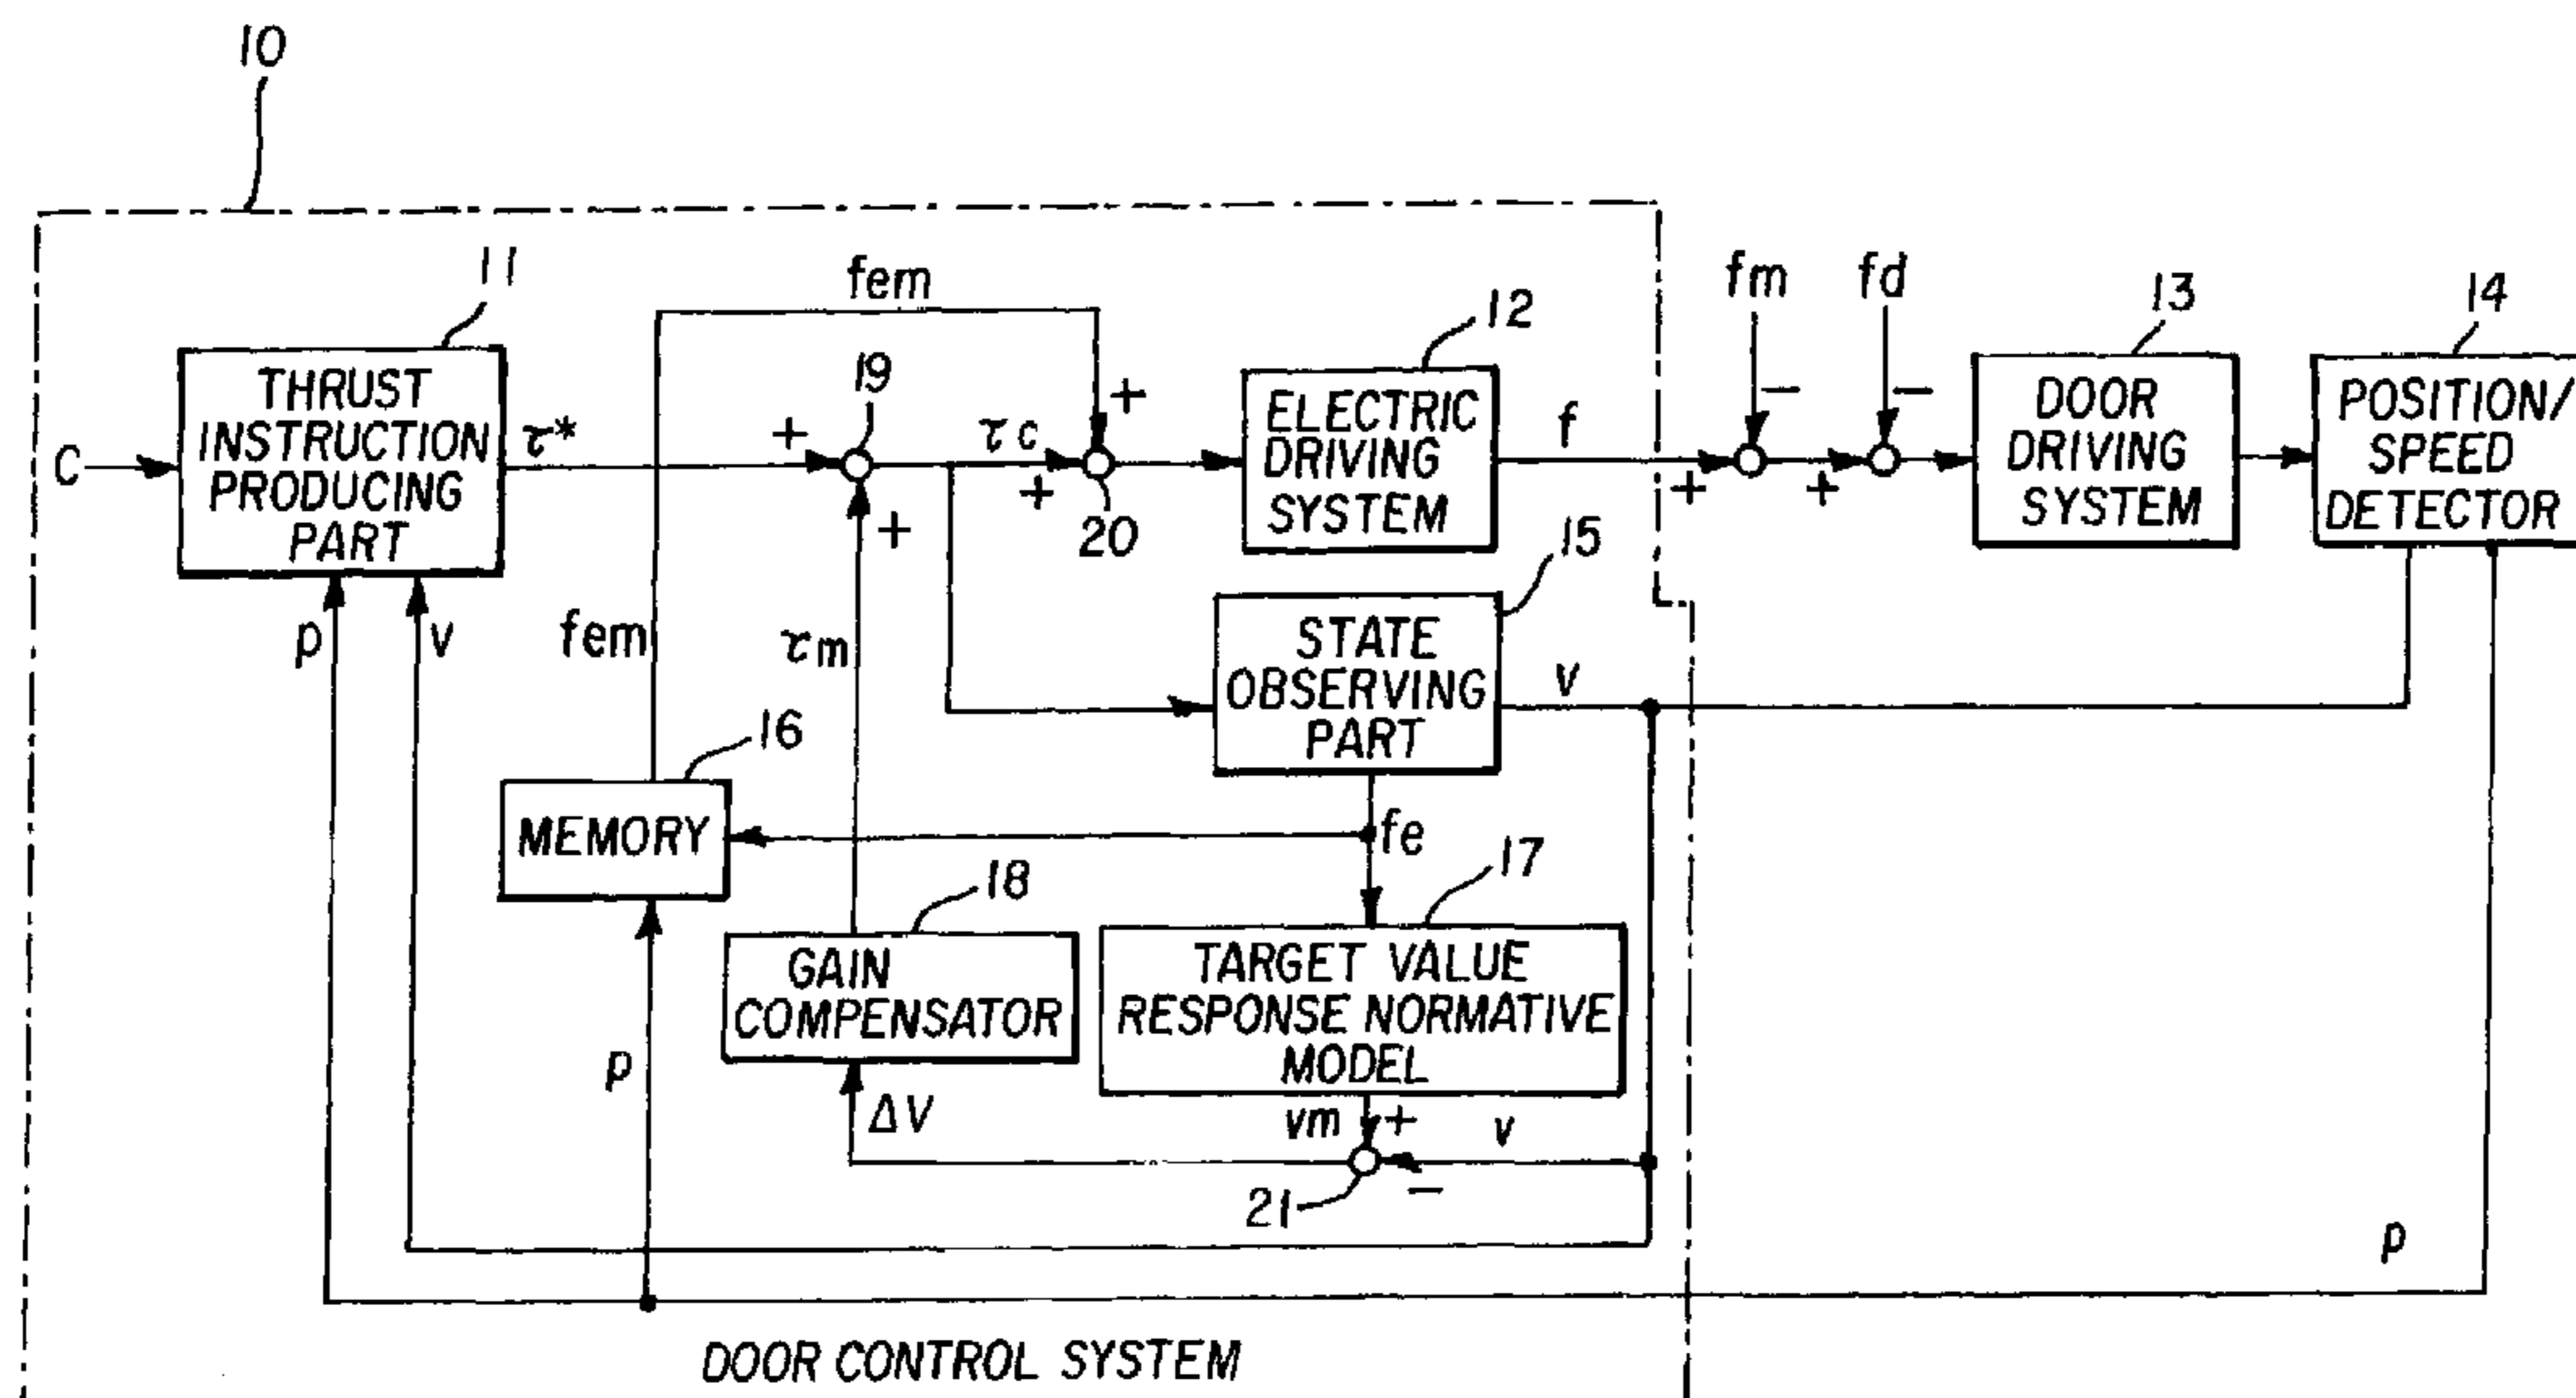 10
11
fem
fm
fd
12
13
14
THRUST
INSTRUCTION
PRODUCING
PART
C
τ*
+
19
+
τc
+
+
20
ELECTRIC
DRIVING
SYSTEM
f
+
−
+
−
DOOR
DRIVING
SYSTEM
POSITION/
SPEED
DETECTOR
p
v
fem
τm
15
STATE
OBSERVING
PART
v
16
MEMORY
fe
17
18
GAIN
COMPENSATOR
TARGET VALUE
RESPONSE NORMATIVE
MODEL
p
ΔV
vm
+
v
−
21
p
DOOR CONTROL SYSTEM